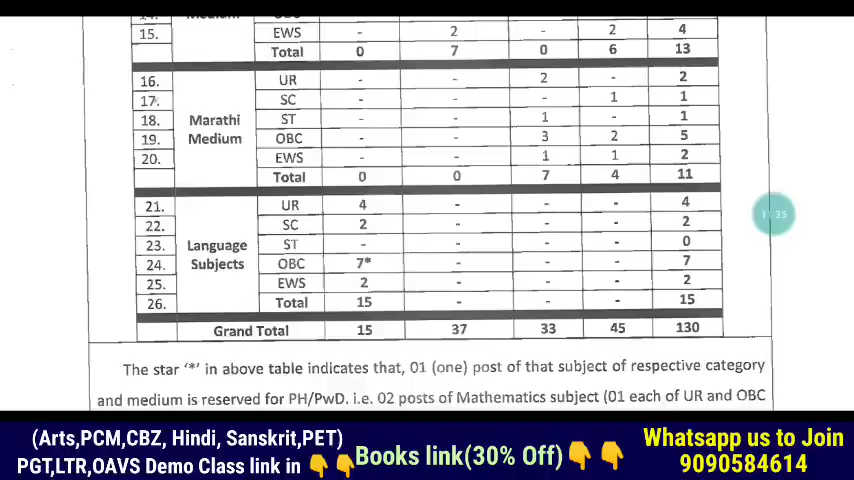 14. Medium OBC
15. EWS - 2 - 2 4
Total 0 7 0 6 13
16. UR - - 2 - 2
17. SC - - - 1 1
18. Marathi ST - - 1 - 1
19. Medium OBC - - 3 2 5
20. EWS - - 1 1 2
Total 0 0 7 4 11
21. UR 4 - - - 4
22. SC 2 - - - 2
23. Language ST - - - - 0
24. Subjects OBC 7* - - - 7
25. EWS 2 - - - 2
26. Total 15 - - - 15
Grand Total 15 37 33 45 130
The star '*' in above table indicates that, 01 (one) post of that subject of respective category
and medium is reserved for PH/PwD. i.e. 02 posts of Mathematics subject (01 each of UR and OBC
11:35
(Arts,PCM,CBZ, Hindi, Sanskrit,PET)
PGT,LTR,OAVS Demo Class link in 👇 👇
Books link(30% Off)👇 👇
Whatsapp us to Join
9090584614